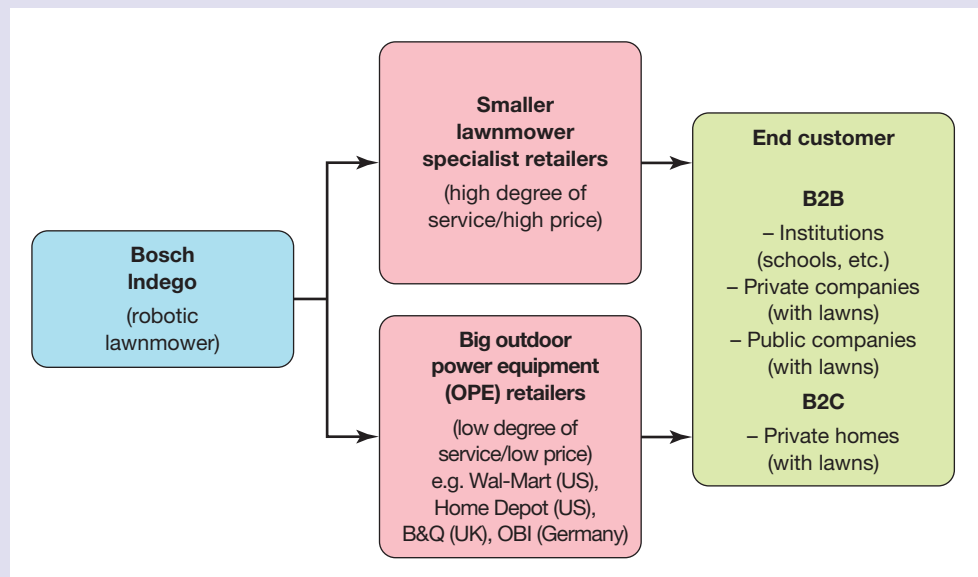 Bosch
Indego
(robotic
lawnmower)
Smaller
lawnmower
specialist retailers
(high degree of
service/high price)
Big outdoor
power equipment
(OPE) retailers
(low degree of
service/low price)
e.g. Wal-Mart (US),
Home Depot (US),
B&Q (UK), OBI (Germany)
End customer
B2B
– Institutions
(schools, etc.)
– Private companies
(with lawns)
– Public companies
(with lawns)
B2C
– Private homes
(with lawns)